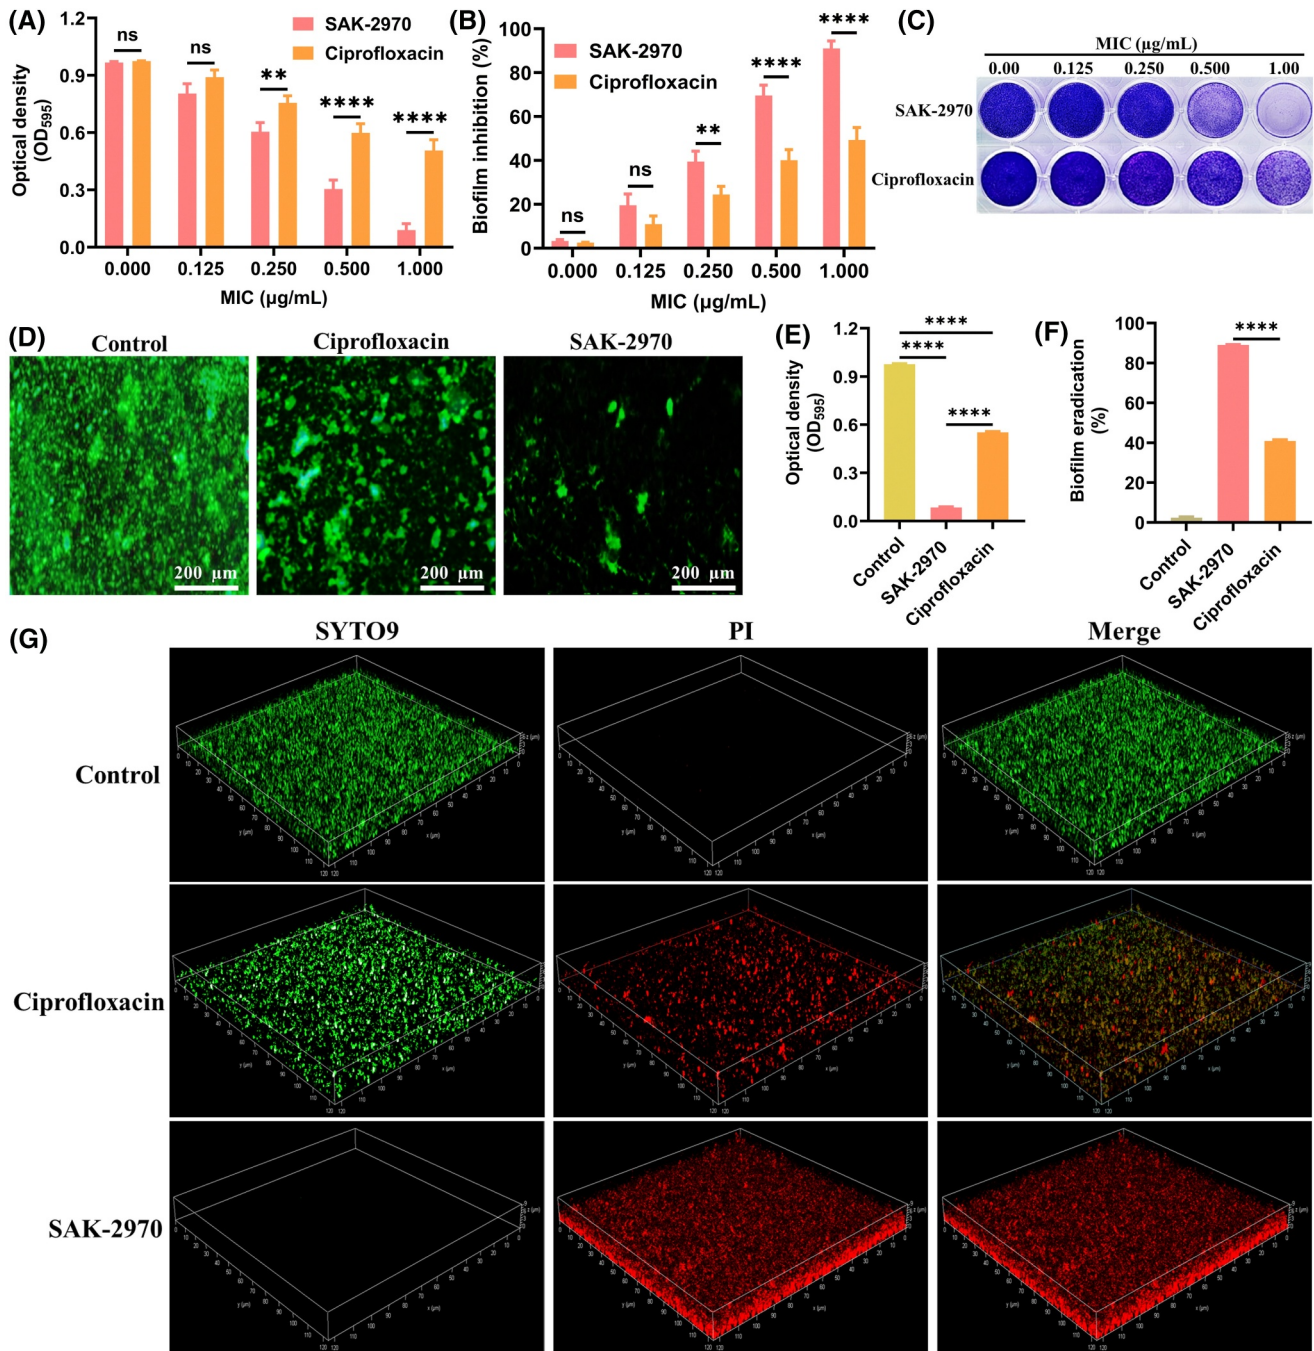 (A)
1.2
0.9
0.6
0.3
0.0
Optical density
(OD595)
ns
ns
**
****
****
SAK-2970
Ciprofloxacin
0.000 0.125 0.250 0.500 1.000
MIC (µg/mL)
(B)
100
80
60
40
20
0
Biofilm inhibition (%)
SAK-2970
Ciprofloxacin
ns
ns
**
****
****
0.000 0.125 0.250 0.500 1.000
MIC (µg/mL)
(C)
MIC (µg/mL)
0.00 0.125 0.250 0.500 1.00
SAK-2970
Ciprofloxacin
(D)
Control Ciprofloxacin SAK-2970
200 µm 200 µm 200 µm
(E)
1.2
0.9
0.6
0.3
0.0
Optical density
(OD595)
****
****
****
Control SAK-2970 Ciprofloxacin
(F)
100
80
60
40
20
0
Biofilm eradication
(%)
****
Control SAK-2970 Ciprofloxacin
(G)
SYTO9 PI Merge
Control
Ciprofloxacin
SAK-2970